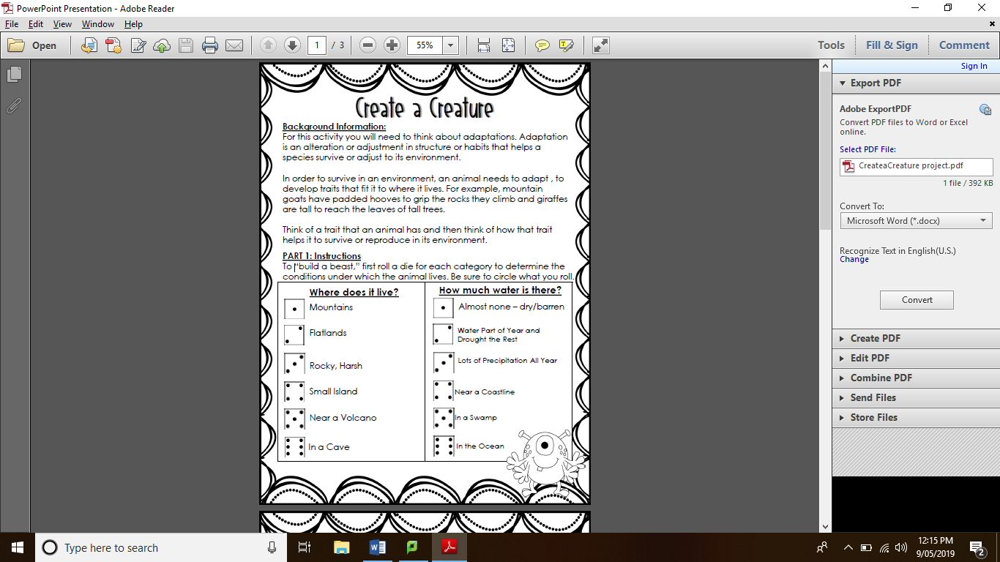 PowerPoint Presentation - Adobe Reader
File Edit View Window Help
Open 1 / 3 55% Tools Fill & Sign Comment
Sign In
Create a Creature
Background Information:
For this activity you will need to think about adaptations. Adaptation
is an alteration or adjustment in structure or habits that helps a
species survive or adjust to its environment.
In order to survive in an environment, an animal needs to adapt , to
develop traits that fit it to where it lives. For example, mountain
goats have padded hooves to grip the rocks they climb and giraffes
are tall to reach the leaves of tall trees.
Think of a trait that an animal has and then think of how that trait
helps it to survive or reproduce in its environment.
PART 1: Instructions
To "build a beast," first roll a die for each category to determine the
conditions under which the animal lives. Be sure to circle what you roll.
Where does it live?
Mountains
Flatlands
Rocky, Harsh
Small Island
Near a Volcano
In a Cave
How much water is there?
Almost none – dry/barren
Water Part of Year and
Drought the Rest
Lots of Precipitation All Year
Near a Coastline
In a Swamp
In the Ocean
Export PDF
Adobe ExportPDF
Convert PDF files to Word or Excel
online.
Select PDF File:
CreateaCreature project.pdf
1 file / 392 KB
Convert To:
Microsoft Word (*.docx)
Recognize Text in English(U.S.)
Change
Convert
Create PDF
Edit PDF
Combine PDF
Send Files
Store Files
Type here to search
12:15 PM
9/05/2019
2